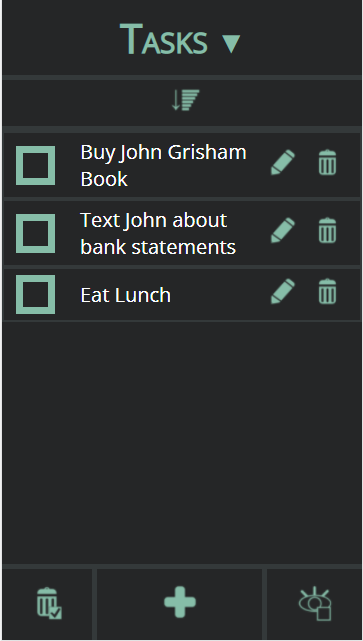 Tasks ▼
Buy John Grisham
Book
Text John about
bank statements
Eat Lunch